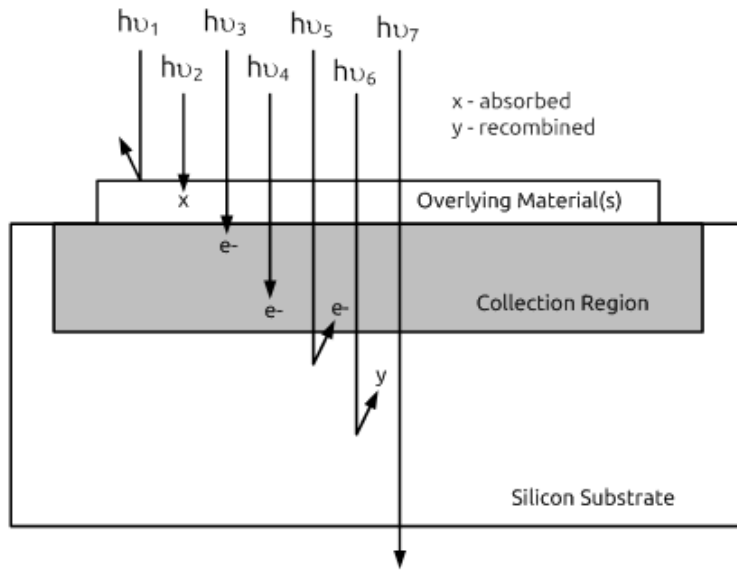 hυ₁
hυ₃
hυ₅
hυ₇
hυ₂
hυ₄
hυ₆
x - absorbed
y - recombined
x
Overlying Material(s)
e-
e-
e-
Collection Region
y
Silicon Substrate